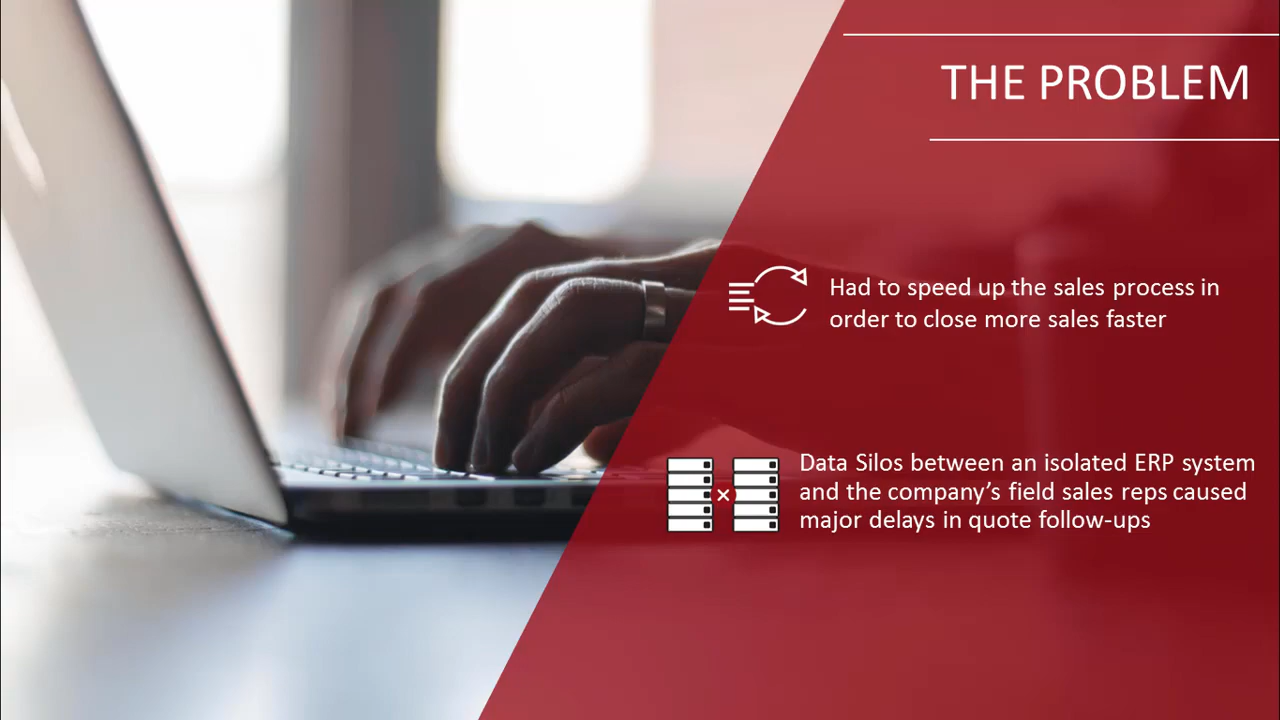 THE PROBLEM
Had to speed up the sales process in
order to close more sales faster
Data Silos between an isolated ERP system
and the company’s field sales reps caused
major delays in quote follow-ups